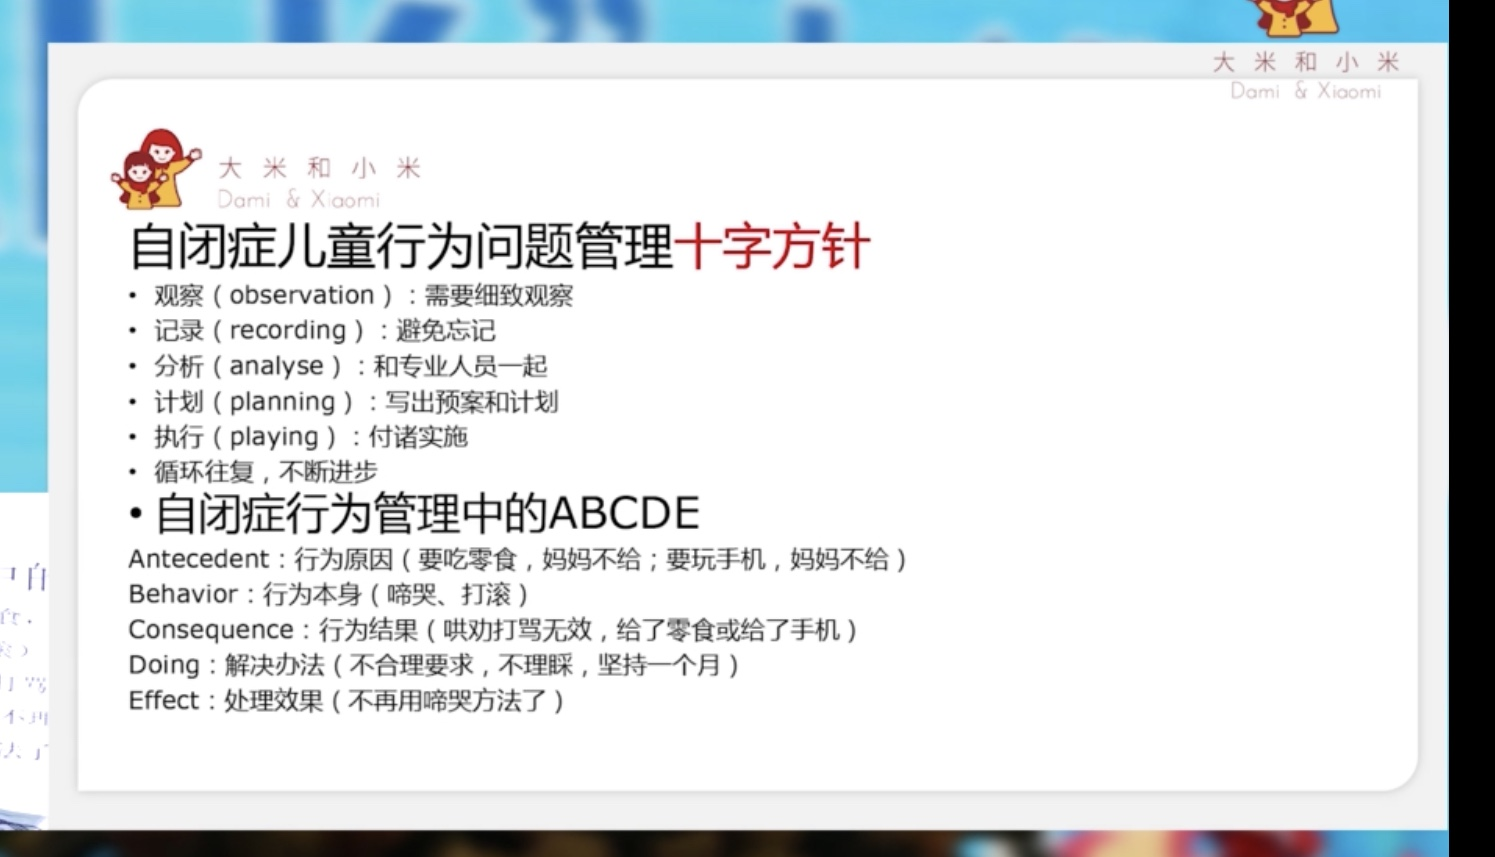 大米和小米
Dami & Xiaomi
大米和小米
Dami & Xiaomi
自闭症儿童行为问题管理十字方针
• 观察（observation）：需要细致观察
• 记录（recording）：避免忘记
• 分析（analyse）：和专业人员一起
• 计划（planning）：写出预案和计划
• 执行（playing）：付诸实施
• 循环往复，不断进步
• 自闭症行为管理中的ABCDE
Antecedent：行为原因（要吃零食，妈妈不给；要玩手机，妈妈不给）
Behavior：行为本身（啼哭、打滚）
Consequence：行为结果（哄劝打骂无效，给了零食或给了手机）
Doing：解决办法（不合理要求，不理睬，坚持一个月）
Effect：处理效果（不再用啼哭方法了）